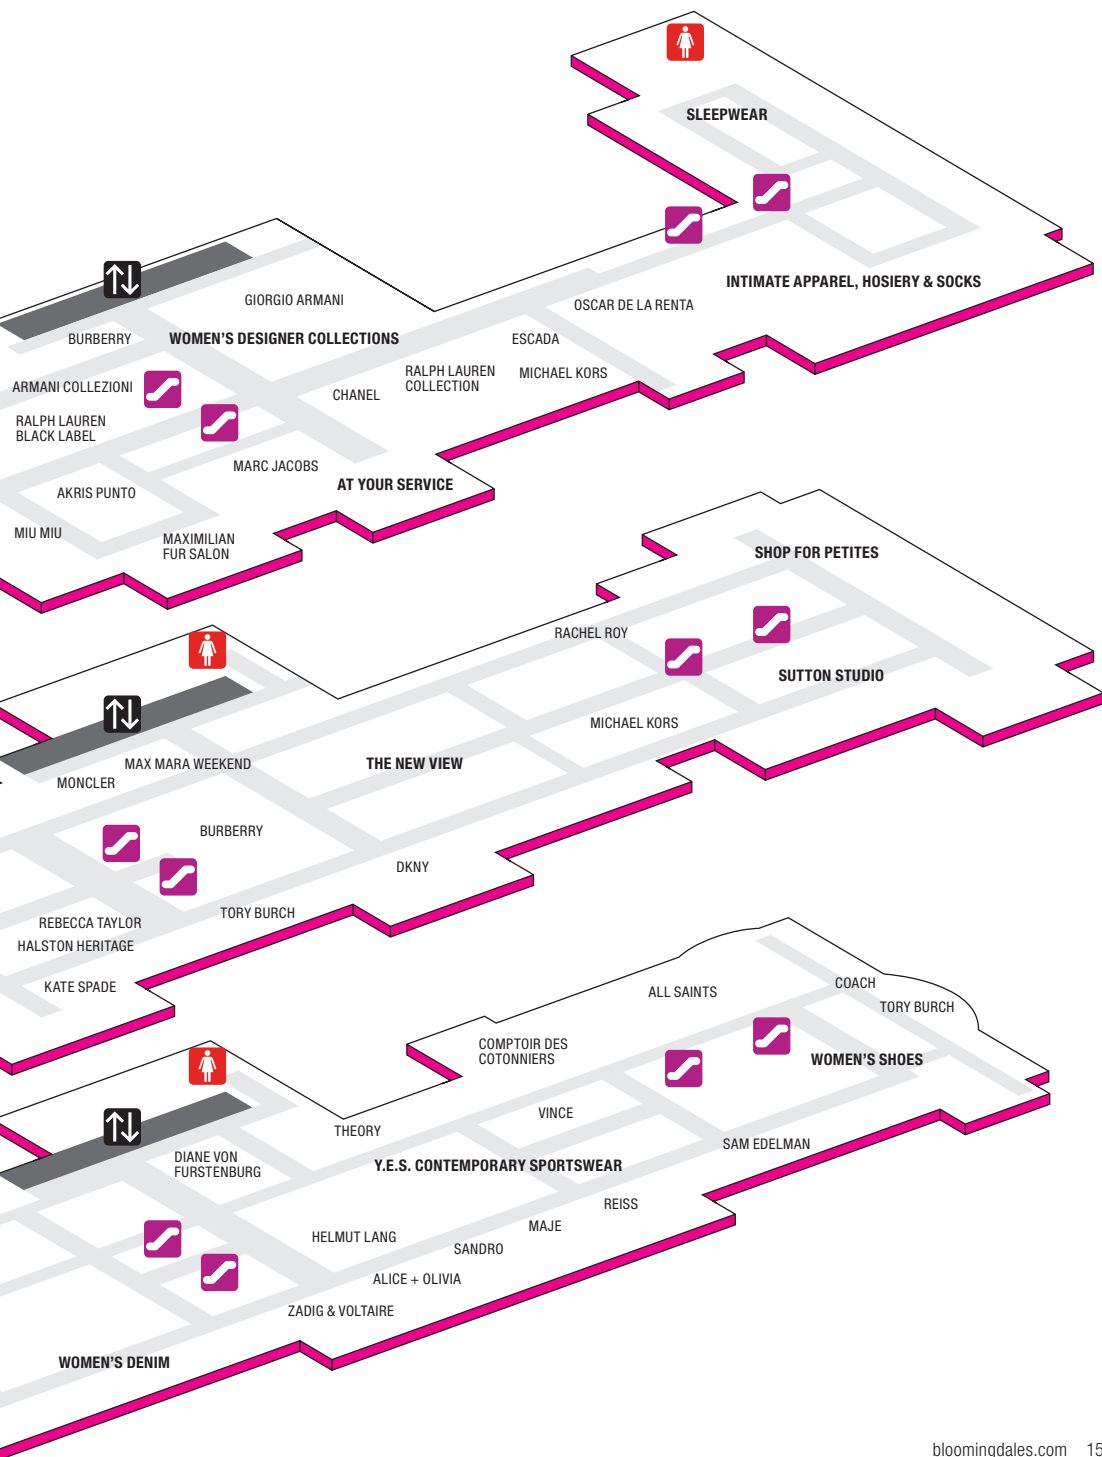 SLEEPWEAR
INTIMATE APPAREL, HOSIERY & SOCKS
GIORGIO ARMANI
OSCAR DE LA RENTA
BURBERRY
WOMEN'S DESIGNER COLLECTIONS
ESCADA
ARMANI COLLEZIONI
RALPH LAUREN
COLLECTION
MICHAEL KORS
CHANEL
RALPH LAUREN
BLACK LABEL
MARC JACOBS
AT YOUR SERVICE
AKRIS PUNTO
MIU MIU
MAXIMILIAN
FUR SALON
SHOP FOR PETITES
RACHEL ROY
SUTTON STUDIO
MICHAEL KORS
MAX MARA WEEKEND
THE NEW VIEW
MONCLER
BURBERRY
DKNY
TORY BURCH
REBECCA TAYLOR
HALSTON HERITAGE
KATE SPADE
ALL SAINTS
COACH
TORY BURCH
COMPTOIR DES
COTONNIERS
WOMEN'S SHOES
VINCE
THEORY
SAM EDELMAN
DIANE VON
FURSTENBURG
Y.E.S. CONTEMPORARY SPORTSWEAR
REISS
MAJE
HELMUT LANG
SANDRO
ALICE + OLIVIA
ZADIG & VOLTAIRE
WOMEN'S DENIM
bloomingdales.com 15